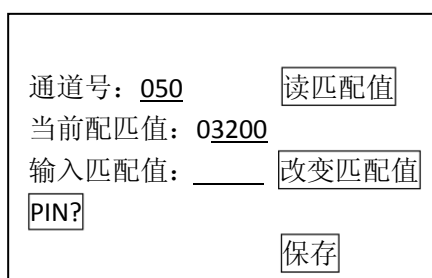 通道号：050 读匹配值
当前配匹值：03200
输入匹配值：______ 改变匹配值
PIN?
保存